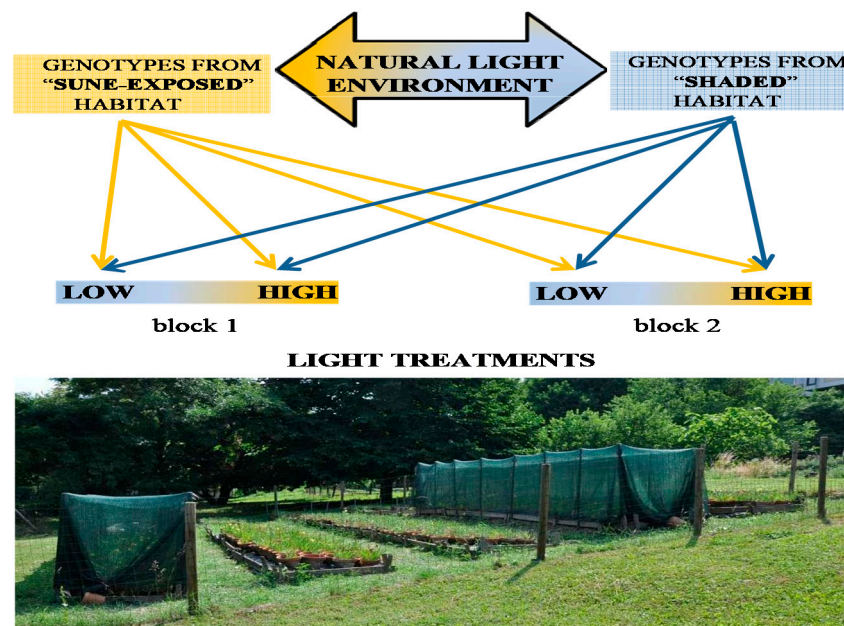 GENOTYPES FROM
“SUNE-EXPOSED”
HABITAT
NATURAL LIGHT
ENVIRONMENT
GENOTYPES FROM
“SHADED”
HABITAT
LOW HIGH
block 1
LOW HIGH
block 2
LIGHT TREATMENTS